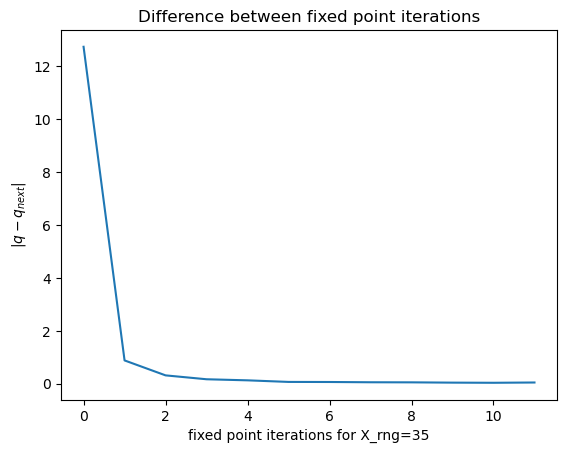 Difference between fixed point iterations
12
10
8
6
4
2
0
|q − q_next|
0 2 4 6 8 10
fixed point iterations for X_rng=35